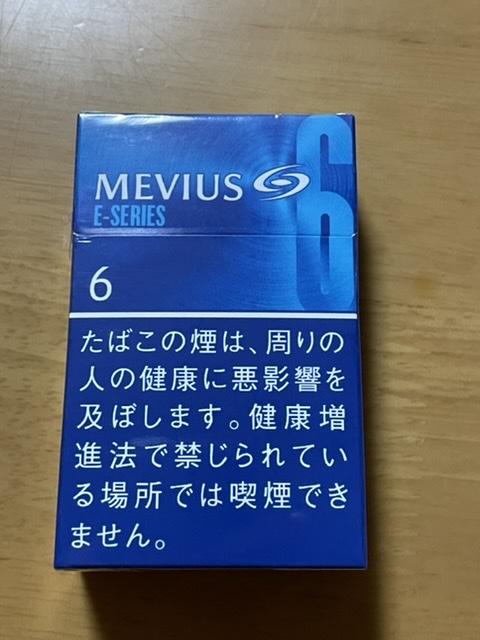 MEVIUS
E-SERIES
6
6
たばこの煙は、周りの
人の健康に悪影響を
及ぼします。健康増
進法で禁じられてい
る場所では喫煙でき
ません。